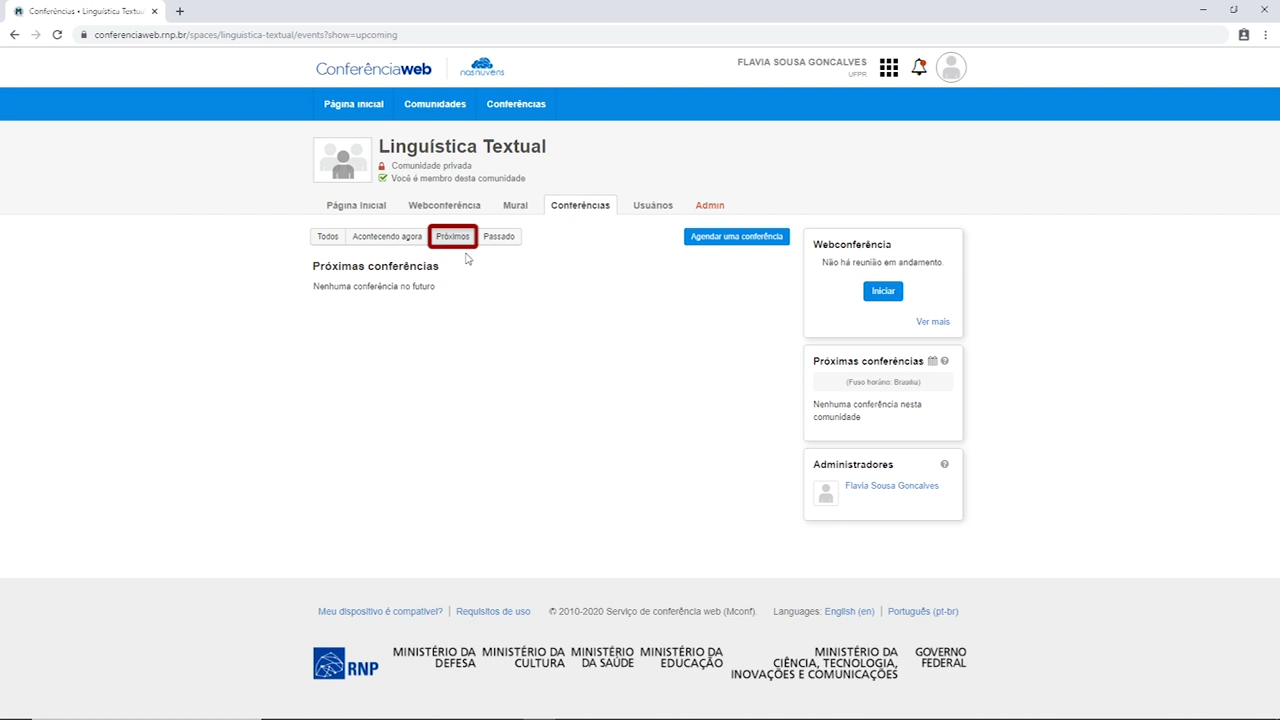 Conferências • Linguística Textual
conferenciaweb.rnp.br/spaces/linguistica-textual/events?show=upcoming
Conferênciaweb
nasnuvens
FLAVIA SOUSA GONCALVES
UFPR
Página inicial
Comunidades
Conferências
Linguística Textual
Comunidade privada
Você é membro desta comunidade
Página Inicial
Webconferência
Mural
Conferências
Usuários
Admin
Todos
Acontecendo agora
Próximos
Passado
Agendar uma conferência
Próximas conferências
Nenhuma conferência no futuro
Webconferência
Não há reunião em andamento.
Iniciar
Ver mais
Próximas conferências
(Fuso horário: Brasilia)
Nenhuma conferência nesta
comunidade
Administradores
Flavia Sousa Goncalves
Meu dispositivo é compatível? | Requisitos de uso
© 2010-2020 Serviço de conferência web (Mconf).
Languages: English (en) | Português (pt-br)
RNP
MINISTÉRIO DA
DEFESA
MINISTÉRIO DA
CULTURA
MINISTÉRIO
DA SAÚDE
MINISTÉRIO DA
EDUCAÇÃO
MINISTÉRIO DA
CIÊNCIA, TECNOLOGIA,
INOVAÇÕES E COMUNICAÇÕES
GOVERNO
FEDERAL